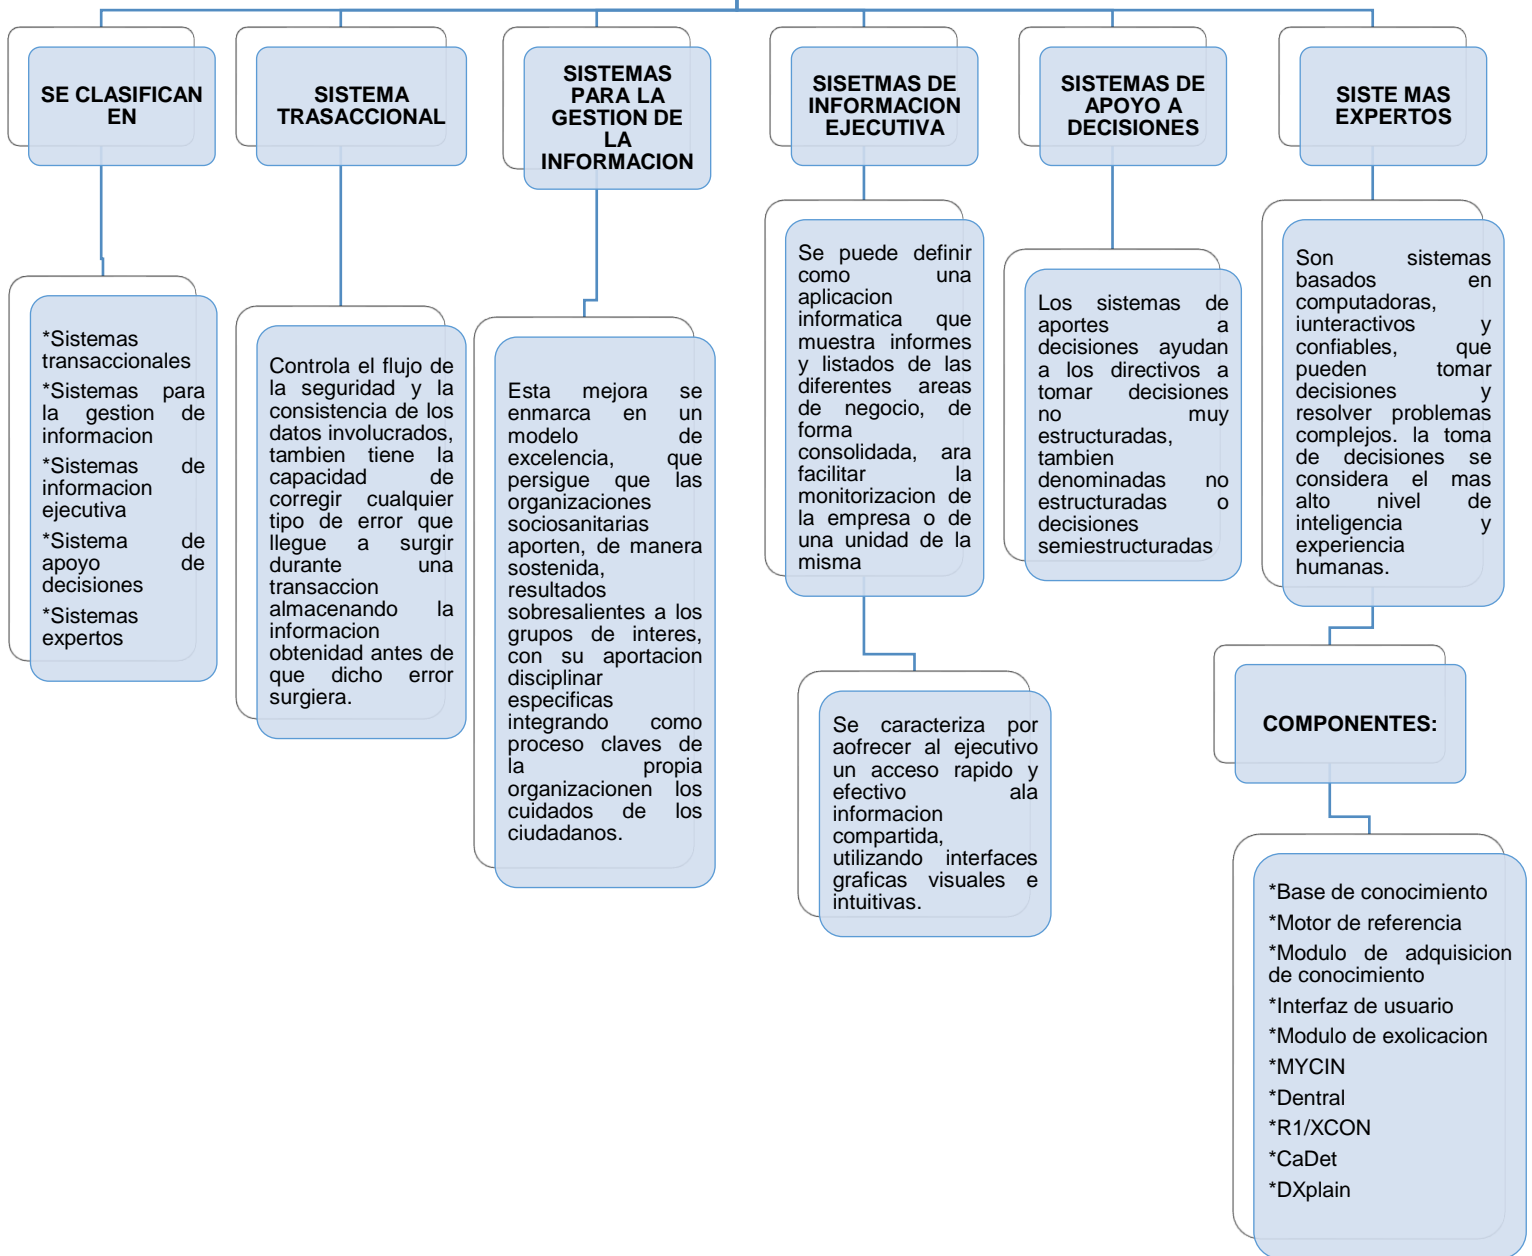 SE CLASIFICAN
EN
SISTEMA
TRASACCIONAL
SISTEMAS
PARA LA
GESTION DE
LA
INFORMACION
SISETMAS DE
INFORMACION
EJECUTIVA
SISTEMAS DE
APOYO A
DECISIONES
SISTE MAS
EXPERTOS
*Sistemas
transaccionales
*Sistemas para
la gestion de
informacion
*Sistemas de
informacion
ejecutiva
*Sistema de
apoyo de
decisiones
*Sistemas
expertos
Controla el flujo de
la seguridad y la
consistencia de los
datos involucrados,
tambien tiene la
capacidad de
corregir cualquier
tipo de error que
llegue a surgir
durante una
transaccion
almacenando la
informacion
obtenidad antes de
que dicho error
surgiera.
Esta mejora se
enmarca en un
modelo de
excelencia, que
persigue que las
organizaciones
sociosanitarias
aporten, de manera
sostenida,
resultados
sobresalientes a los
grupos de interes,
con su aportacion
disciplinar
especificas
integrando como
proceso claves de
la propia
organizacionen los
cuidados de los
ciudadanos.
Se puede definir
como una
aplicacion
informatica que
muestra informes
y listados de las
diferentes areas
de negocio, de
forma
consolidada, ara
facilitar la
monitorizacion de
la empresa o de
una unidad de la
misma
Se caracteriza por
aofrecer al ejecutivo
un acceso rapido y
efectivo ala
informacion
compartida,
utilizando interfaces
graficas visuales e
intuitivas.
Los sistemas de
aportes a
decisiones ayudan
a los directivos a
tomar decisiones
no muy
estructuradas,
tambien
denominadas no
estructuradas o
decisiones
semiestructuradas
Son sistemas
basados en
computadoras,
iunteractivos y
confiables, que
pueden tomar
decisiones y
resolver problemas
complejos. la toma
de decisiones se
considera el mas
alto nivel de
inteligencia y
experiencia
humanas.
COMPONENTES:
*Base de conocimiento
*Motor de referencia
*Modulo de adquisicion
de conocimiento
*Interfaz de usuario
*Modulo de exolicacion
*MYCIN
*Dentral
*R1/XCON
*CaDet
*DXplain